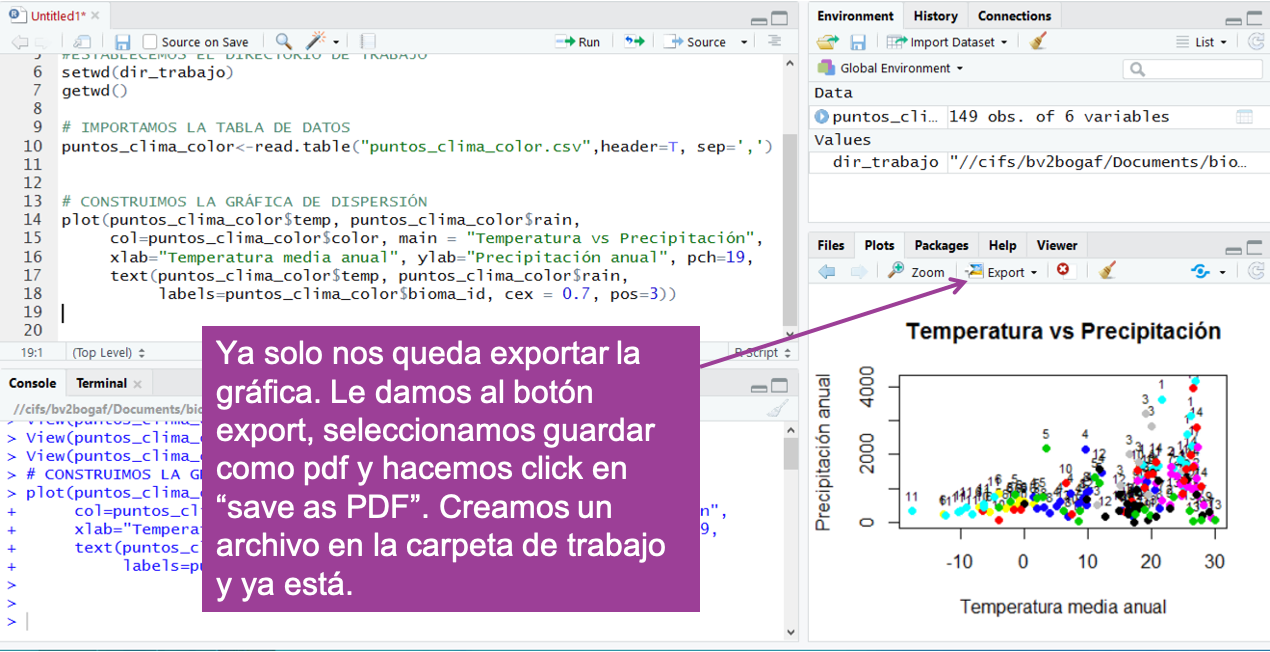 Untitled1*
Source on Save
Run
Source
5 #ESTABLECEMOS EL DIRECTORIO DE TRABAJO
6 setwd(dir_trabajo)
7 getwd()
8
9 # IMPORTAMOS LA TABLA DE DATOS
10 puntos_clima_color<-read.table("puntos_clima_color.csv",header=T, sep=',')
11
12
13 # CONSTRUIMOS LA GRÁFICA DE DISPERSIÓN
14 plot(puntos_clima_color$temp, puntos_clima_color$rain,
15 col=puntos_clima_color$color, main = "Temperatura vs Precipitación",
16 xlab="Temperatura media anual", ylab="Precipitación anual", pch=19,
17 text(puntos_clima_color$temp, puntos_clima_color$rain,
18 labels=puntos_clima_color$bioma_id, cex = 0.7, pos=3))
19
20
19:1 (Top Level) R Script
Console Terminal
//cifs/bv2bogaf/Documents/bio
> View(puntos_clima_
> View(puntos_clima_
> View(puntos_clima_
> # CONSTRUIMOS LA G
> plot(puntos_clima_
+ col=puntos_cl
ón",
+ xlab="Tempera
9,
+ text(puntos_c
+ labels=pu
>
>
>
Ya solo nos queda exportar la
gráfica. Le damos al botón
export, seleccionamos guardar
como pdf y hacemos click en
“save as PDF”. Creamos un
archivo en la carpeta de trabajo
y ya está.
Environment History Connections
Import Dataset
List
Global Environment
Data
puntos_cli… 149 obs. of 6 variables
Values
dir_trabajo "//cifs/bv2bogaf/Documents/bio…
Files Plots Packages Help Viewer
Zoom Export
Temperatura vs Precipitación
Precipitación anual
4000
2000
0
-10 0 10 20 30
Temperatura media anual